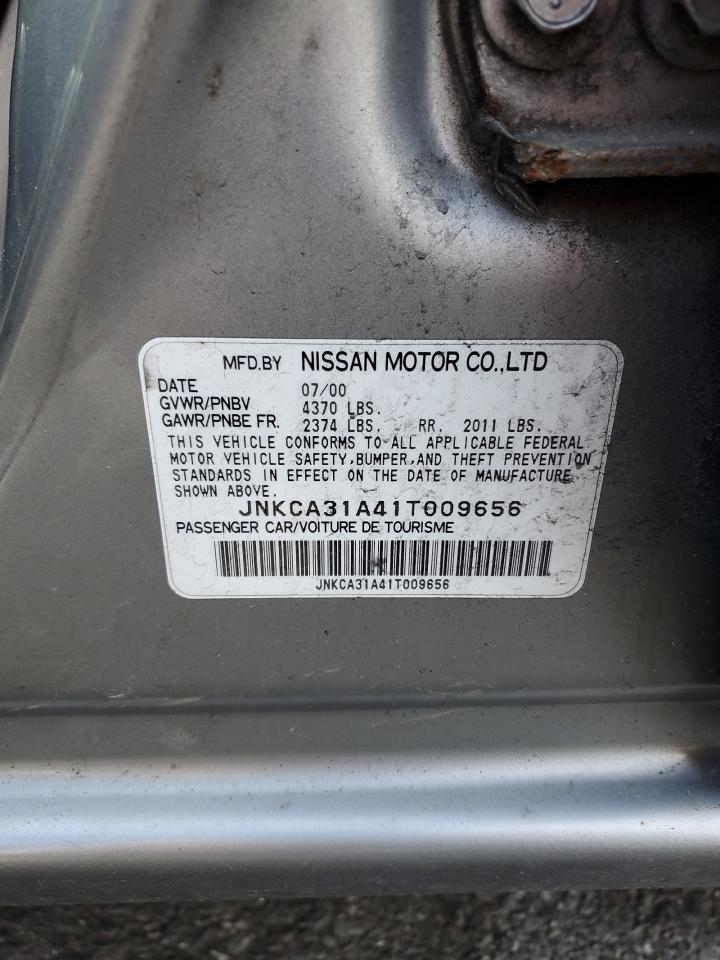 MFD.BY NISSAN MOTOR CO.,LTD
DATE 07/00
GVWR/PNBV 4370 LBS.
GAWR/PNBE FR. 2374 LBS. RR. 2011 LBS.
THIS VEHICLE CONFORMS TO ALL APPLICABLE FEDERAL
MOTOR VEHICLE SAFETY,BUMPER,AND THEFT PREVENTION
STANDARDS IN EFFECT ON THE DATE OF MANUFACTURE
SHOWN ABOVE.
JNKCA31A41T009656
PASSENGER CAR/VOITURE DE TOURISME
JNKCA31A41T009656